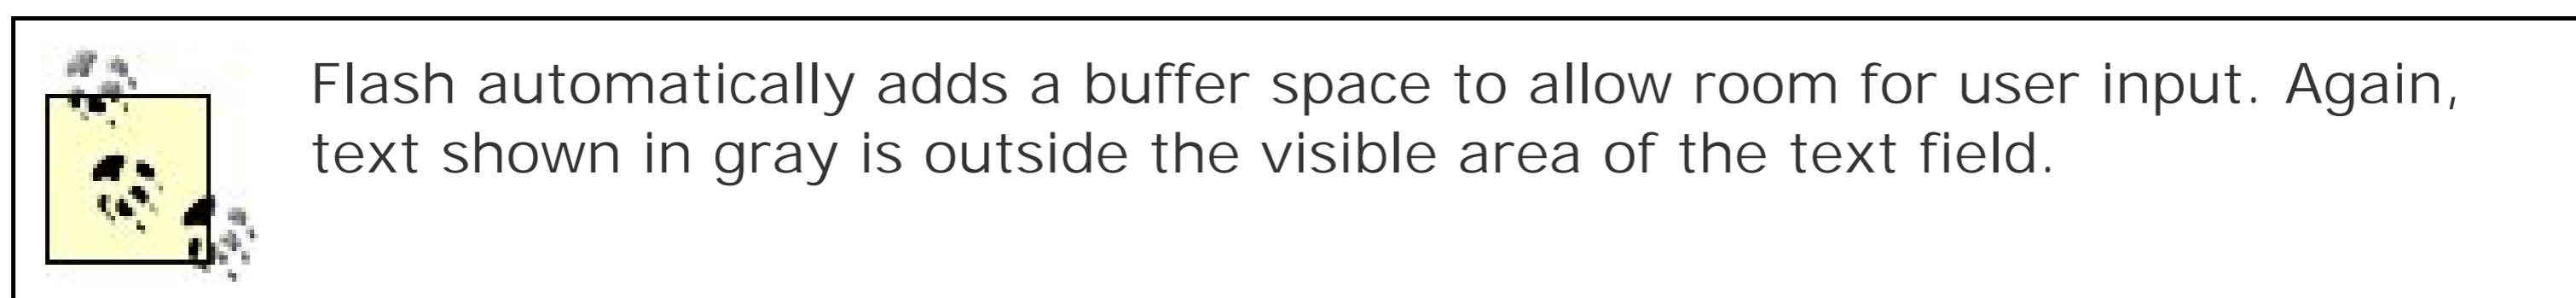 Flash automatically adds a buffer space to allow room for user input. Again,
text shown in gray is outside the visible area of the text field.